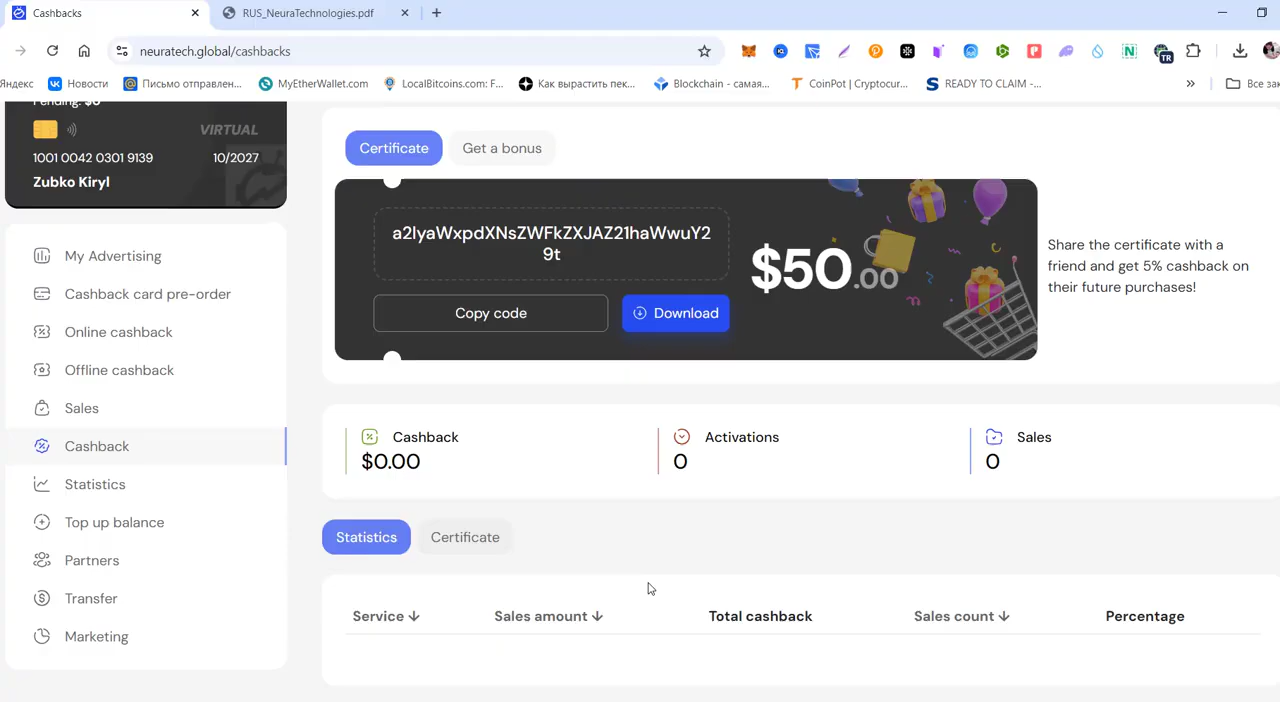 Cashbacks
RUS_NeuraTechnologies.pdf
neuratech.global/cashbacks
TR
Яндекс
Новости
Письмо отправлен...
MyEtherWallet.com
LocalBitcoins.com: F...
Как вырастить пек...
Blockchain - самая...
CoinPot | Cryptocur...
READY TO CLAIM -...
»
Все за
Pending: $0
VIRTUAL
1001 0042 0301 9139
10/2027
Zubko Kiryl
My Advertising
Cashback card pre-order
Online cashback
Offline cashback
Sales
Cashback
Statistics
Top up balance
Partners
Transfer
Marketing
Certificate
Get a bonus
a2lyaWxpdXNsZWFkZXJAZ21haWwuY2
9t
Copy code
Download
$50.00
Share the certificate with a
friend and get 5% cashback on
their future purchases!
Cashback
$0.00
Activations
0
Sales
0
Statistics
Certificate
Service
Sales amount
Total cashback
Sales count
Percentage